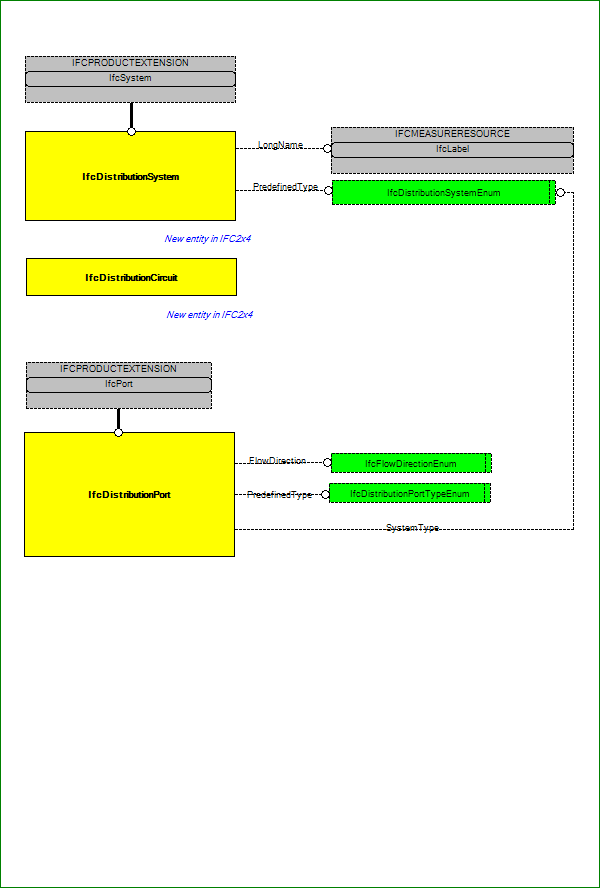 IFCPRODUCTEXTENSION
IfcSystem
IfcDistributionSystem
LongName
IFCMEASURERESOURCE
IfcLabel
PredefinedType
IfcDistributionSystemEnum
New entity in IFC2x4
IfcDistributionCircuit
New entity in IFC2x4
IFCPRODUCTEXTENSION
IfcPort
IfcDistributionPort
FlowDirection
IfcFlowDirectionEnum
PredefinedType
IfcDistributionPortTypeEnum
SystemType